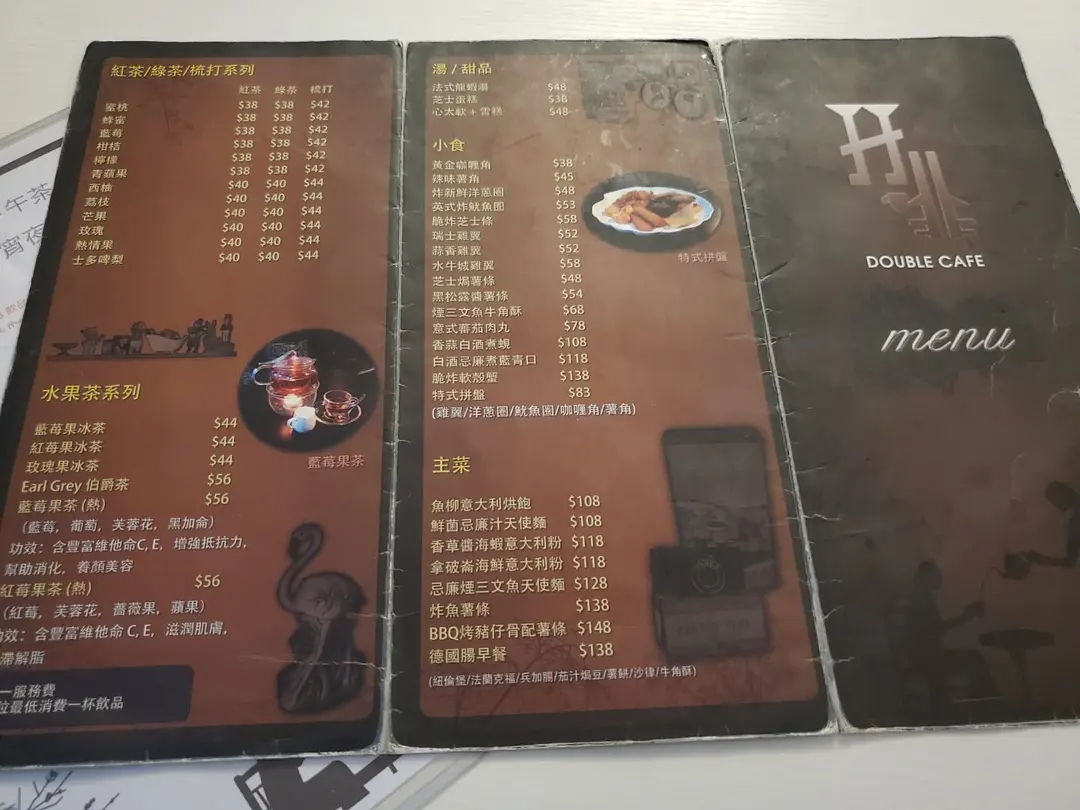 紅茶/綠茶/梳打系列
紅茶 綠茶 梳打
蜜桃 $38 $38 $42
蜂蜜 $38 $38 $42
藍莓 $38 $38 $42
柑桔 $38 $38 $42
檸檬 $38 $38 $42
青蘋果 $38 $38 $42
西柚 $40 $40 $44
荔枝 $40 $40 $44
芒果 $40 $40 $44
玫瑰 $40 $40 $44
熱情果 $40 $40 $44
士多啤梨 $40 $40 $44
水果茶系列
藍莓果冰茶 $44
紅莓果冰茶 $44
玫瑰果冰茶 $44
Earl Grey 伯爵茶 $56
藍莓果茶 (熱) $56
(藍莓, 葡萄, 芙蓉花, 黑加侖)
功效: 含豐富維他命C, E, 增強抵抗力,
幫助消化, 養顏美容
紅莓果茶 (熱) $56
(紅莓, 芙蓉花, 薔薇果, 蘋果)
功效: 含豐富維他命 C, E, 滋潤肌膚,
滯解脂
一服務費
位最低消費一杯飲品
藍莓果茶
湯 / 甜品
法式龍蝦湯 $48
芝士蛋糕 $38
心太軟＋雪糕 $48
小食
黃金咖喱角 $38
辣味薯角 $45
炸新鮮洋蔥圈 $48
英式炸魷魚圈 $53
脆炸芝士條 $58
瑞士雞翼 $52
蒜香雞翼 $52
水牛城雞翼 $58
芝士焗薯條 $48
黑松露醬薯條 $54
煙三文魚牛角酥 $68
意式蕃茄肉丸 $78
香蒜白酒煮蜆 $108
白酒忌廉煮藍青口 $118
脆炸軟殼蟹 $138
特式拼盤 $83
(雞翼/洋蔥圈/魷魚圈/咖喱角/薯角)
特式拼盤
主菜
魚柳意大利烘飽 $108
鮮菌忌廉汁天使麵 $108
香草醬海蝦意大利粉 $118
拿破崙海鮮意大利粉 $118
忌廉煙三文魚天使麵 $128
炸魚薯條 $138
BBQ烤豬仔骨配薯條 $148
德國腸早餐 $138
(紐倫堡/法蘭克福/兵加腸/茄汁焗豆/薯餅/沙律/牛角酥)
DOUBLE CAFE
menu
午茶
宵夜